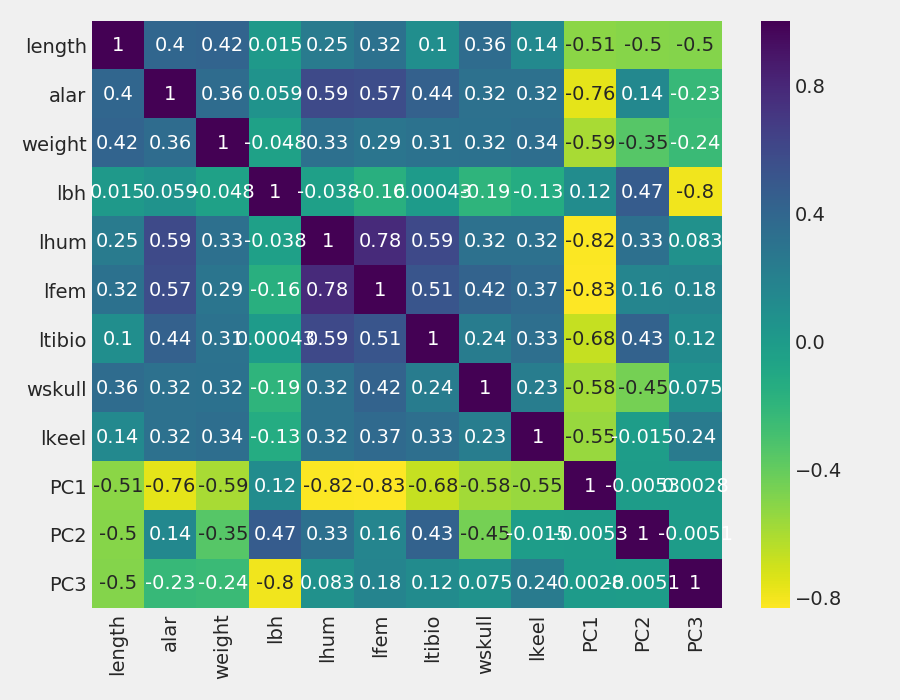 length 1 0.4 0.42 0.015 0.25 0.32 0.1 0.36 0.14 -0.51 -0.5 -0.5
alar 0.4 1 0.36 0.059 0.59 0.57 0.44 0.32 0.32 -0.76 0.14 -0.23
weight 0.42 0.36 1 -0.048 0.33 0.29 0.31 0.32 0.34 -0.59 -0.35 -0.24
lbh 0.015 0.059 -0.048 1 -0.038 -0.16 0.00043 -0.19 -0.13 0.12 0.47 -0.8
lhum 0.25 0.59 0.33 -0.038 1 0.78 0.59 0.32 0.32 -0.82 0.33 0.083
lfem 0.32 0.57 0.29 -0.16 0.78 1 0.51 0.42 0.37 -0.83 0.16 0.18
ltibio 0.1 0.44 0.31 0.00043 0.59 0.51 1 0.24 0.33 -0.68 0.43 0.12
wskull 0.36 0.32 0.32 -0.19 0.32 0.42 0.24 1 0.23 -0.58 -0.45 0.075
lkeel 0.14 0.32 0.34 -0.13 0.32 0.37 0.33 0.23 1 -0.55 -0.015 0.24
PC1 -0.51 -0.76 -0.59 0.12 -0.82 -0.83 -0.68 -0.58 -0.55 1 -0.0053 0.0028
PC2 -0.5 0.14 -0.35 0.47 0.33 0.16 0.43 -0.45 -0.015 -0.0053 1 -0.0051
PC3 -0.5 -0.23 -0.24 -0.8 0.083 0.18 0.12 0.075 0.24 0.0028 -0.0051 1
length alar weight lbh lhum lfem ltibio wskull lkeel PC1 PC2 PC3
0.8
0.4
0.0
−0.4
−0.8